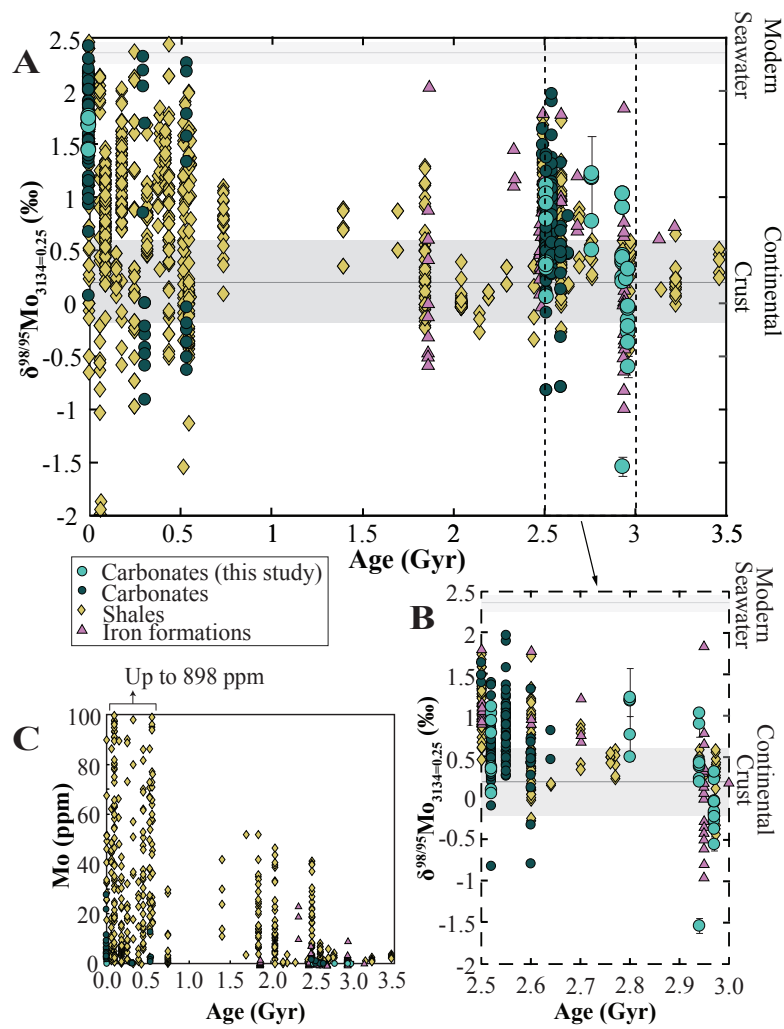 A
2.5
2
1.5
1
0.5
0
-0.5
-1
-1.5
-2
δ98/95Mo3134=0.25 (‰)
0
0.5
1
1.5
2
2.5
3
3.5
Age (Gyr)
Modern
Seawater
Continental
Crust
Carbonates (this study)
Carbonates
Shales
Iron formations
B
2.5
2
1.5
1
0.5
0
-0.5
-1
-1.5
-2
δ98/95Mo3134=0.25 (‰)
2.5
2.6
2.7
2.8
2.9
3.0
Age (Gyr)
Modern
Seawater
Continental
Crust
Up to 898 ppm
C
100
80
60
40
20
0
Mo (ppm)
0.0
0.5
1.0
1.5
2.0
2.5
3.0
3.5
Age (Gyr)